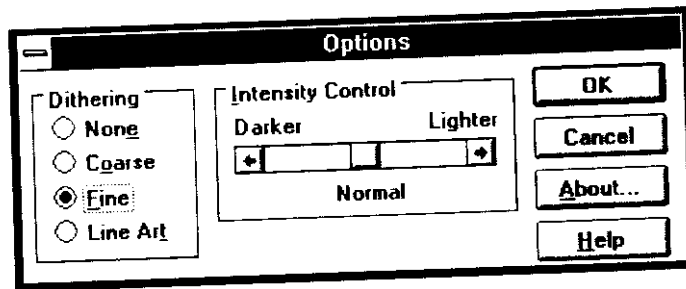 Options
Dithering
None
Coarse
Fine
Line Art
Intensity Control
Darker Lighter
Normal
OK
Cancel
About...
Help